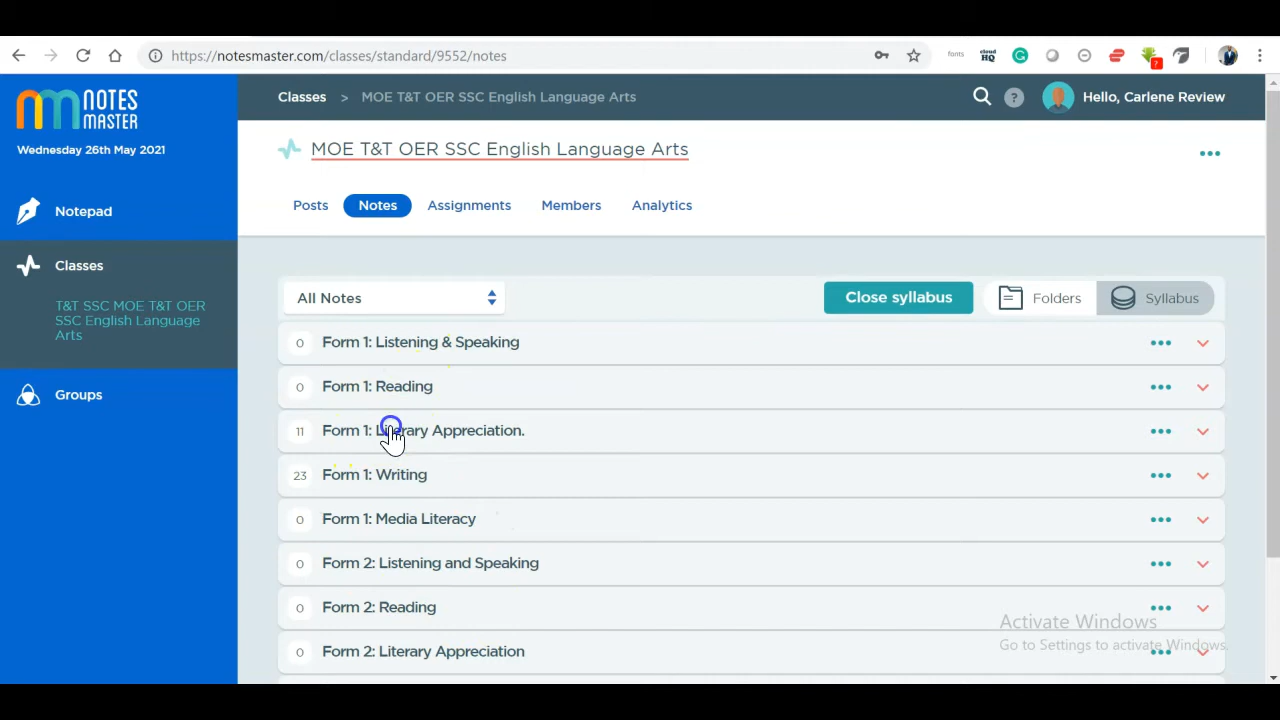 https://notesmaster.com/classes/standard/9552/notes
fonts
cloud
HQ
?
NOTES
MASTER
Wednesday 26th May 2021
Notepad
Classes
T&T SSC MOE T&T OER
SSC English Language
Arts
Groups
Classes > MOE T&T OER SSC English Language Arts
? Hello, Carlene Review
MOE T&T OER SSC English Language Arts
Posts Notes Assignments Members Analytics
All Notes Close syllabus Folders Syllabus
0 Form 1: Listening & Speaking
0 Form 1: Reading
11 Form 1: Literary Appreciation.
23 Form 1: Writing
0 Form 1: Media Literacy
0 Form 2: Listening and Speaking
0 Form 2: Reading
0 Form 2: Literary Appreciation
Activate Windows
Go to Settings to activate Windows.